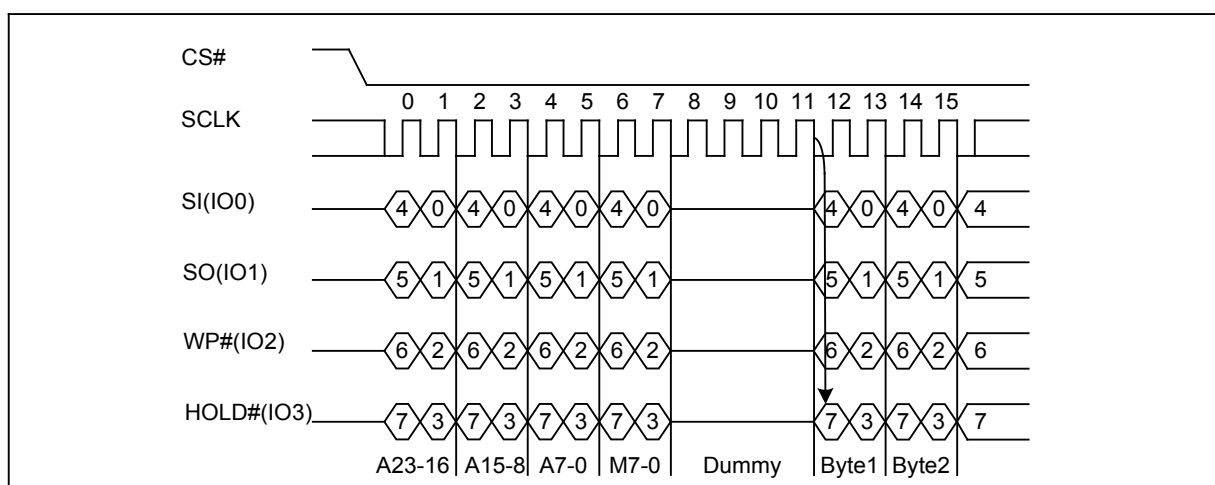 CS#
0 1 2 3 4 5 6 7 8 9 10 11 12 13 14 15
SCLK
SI(IO0) 4 0 4 0 4 0 4 0 4 0 4 0 4
SO(IO1) 5 1 5 1 5 1 5 1 5 1 5 1 5
WP#(IO2) 6 2 6 2 6 2 6 2 6 2 6 2 6
HOLD#(IO3) 7 3 7 3 7 3 7 3 7 3 7 3 7
A23-16 A15-8 A7-0 M7-0 Dummy Byte1 Byte2